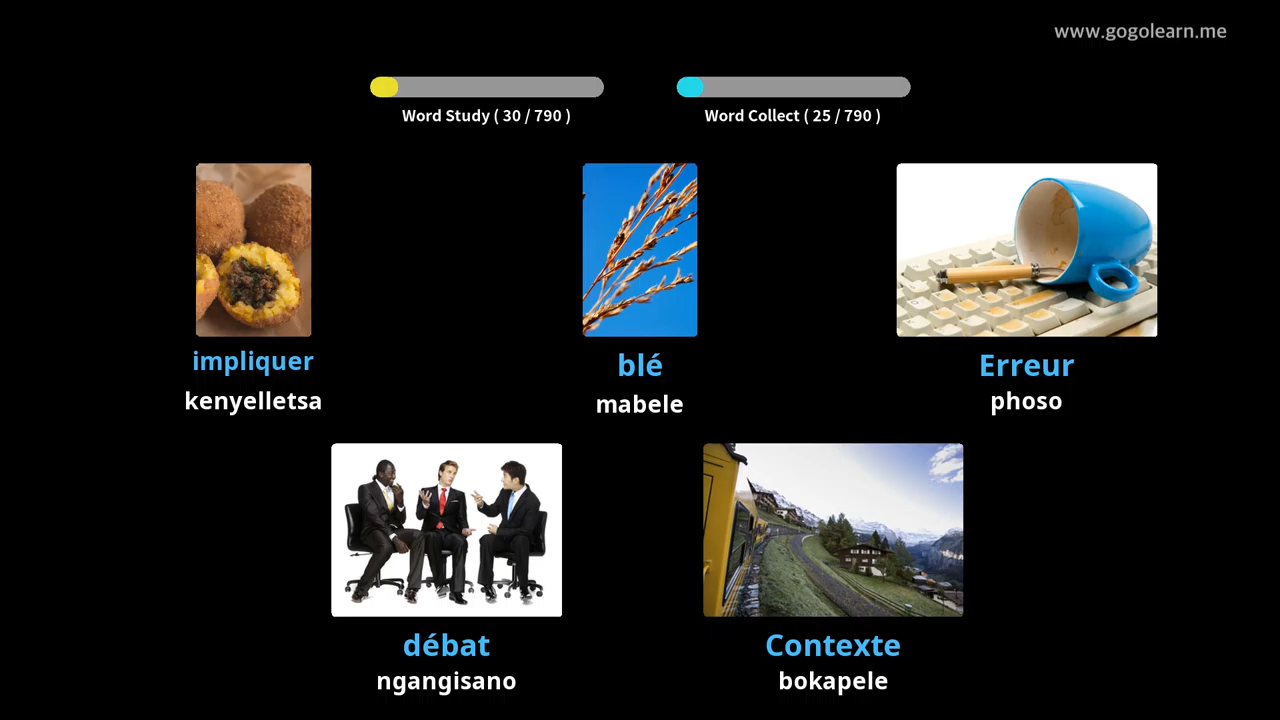 www.gogolearn.me
Word Study ( 30 / 790 )
Word Collect ( 25 / 790 )
impliquer
kenyelletsa
blé
mabele
Erreur
phoso
débat
ngangisano
Contexte
bokapele